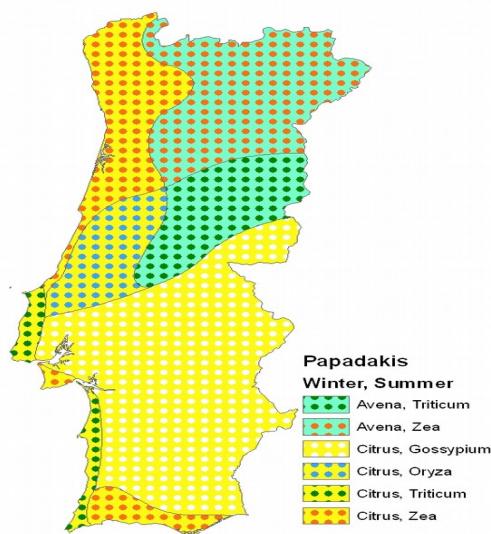 Papadakis
Winter, Summer
Avena, Triticum
Avena, Zea
Citrus, Gossypium
Citrus, Oryza
Citrus, Triticum
Citrus, Zea